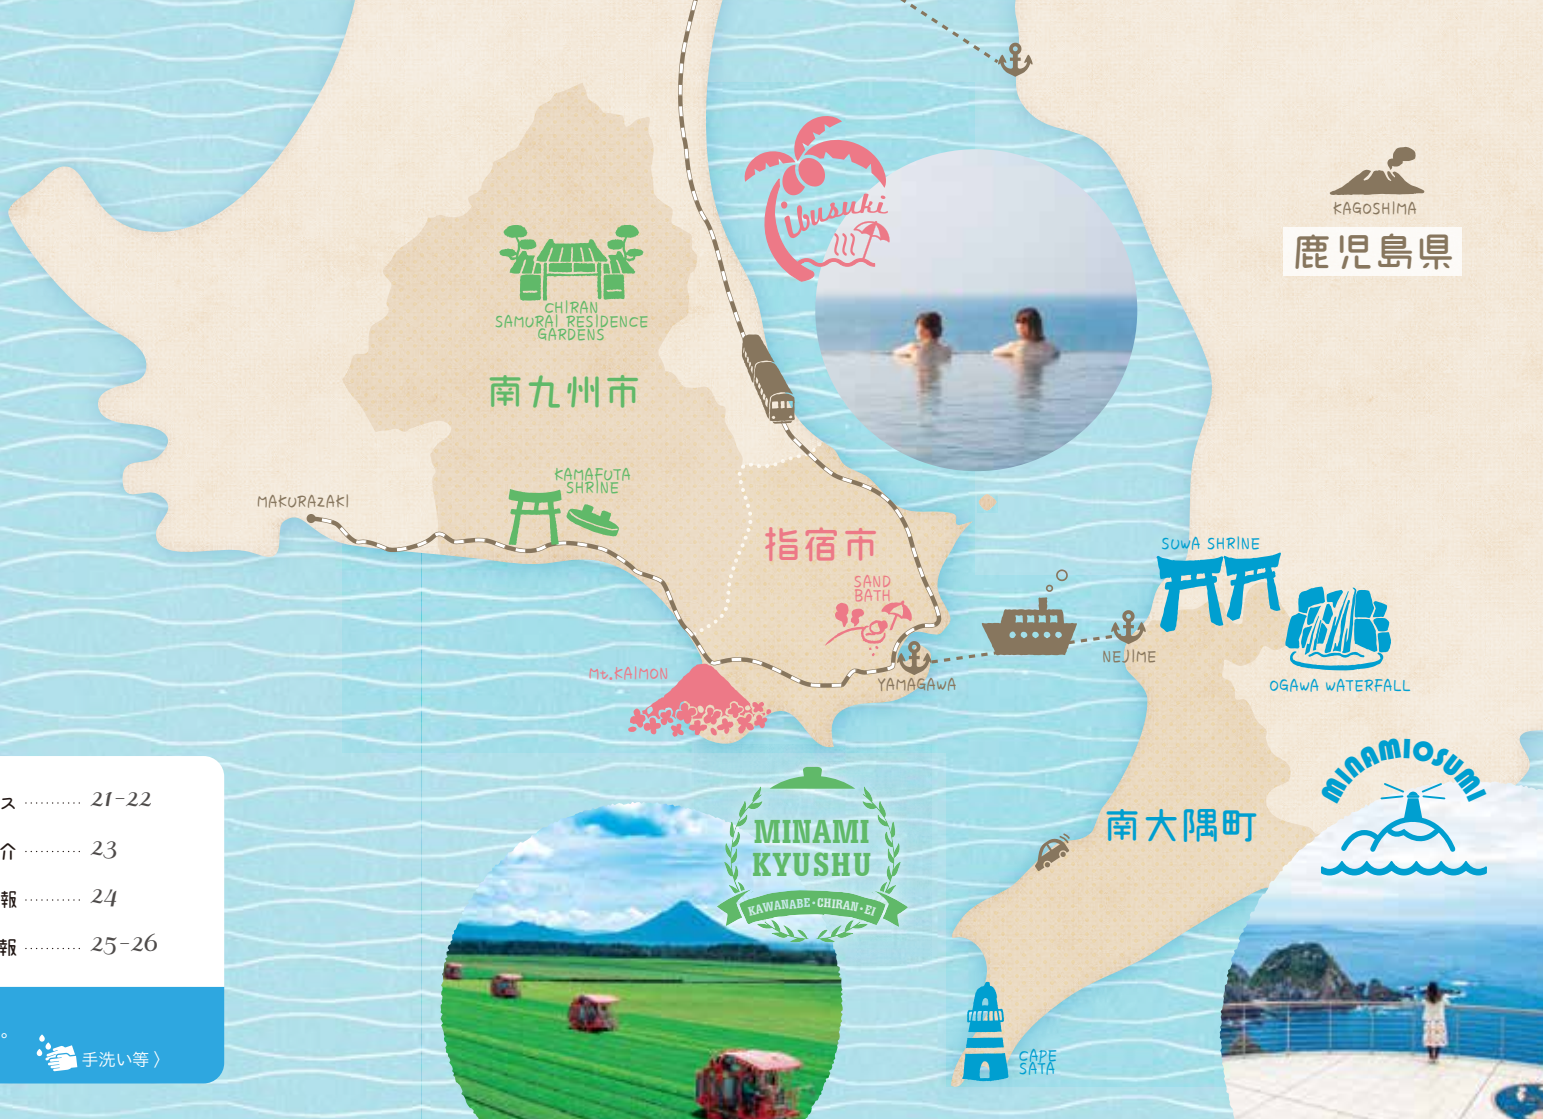 ibusuki
KAGOSHIMA
鹿児島県
CHIRAN
SAMURAI RESIDENCE
GARDENS
南九州市
KAMAFUTA
SHRINE
MAKURAZAKI
指宿市
SAND
BATH
SUWA SHRINE
NEJIME
OGAWA WATERFALL
Mt.KAIMON
YAMAGAWA
MINAMIOSUMI
南大隅町
MINAMI
KYUSHU
KAWANABE・CHIRAN・EI
CAPE
SATA
ス ………… 21-22
介 ………… 23
報 ………… 24
報 ………… 25-26
。
手洗い等 〉